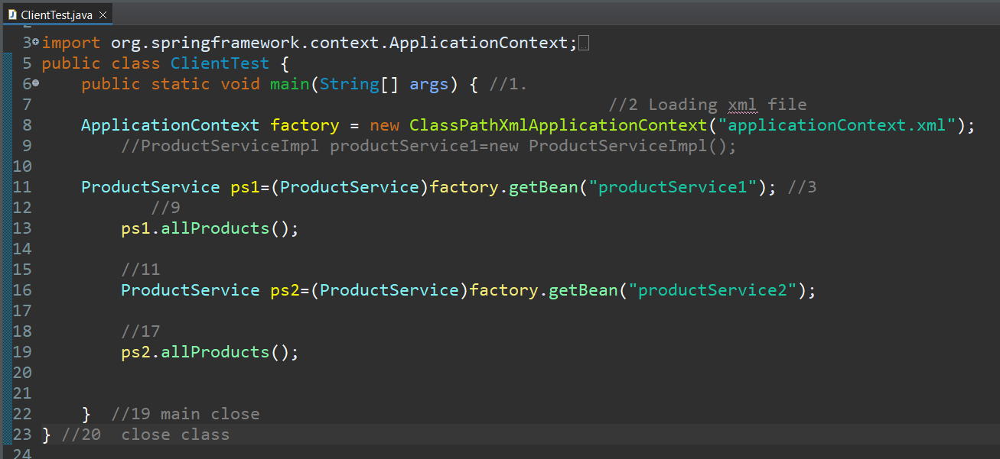 ClientTest.java
3 import org.springframework.context.ApplicationContext;
5 public class ClientTest {
6 public static void main(String[] args) { //1.
7 //2 Loading xml file
8 ApplicationContext factory = new ClassPathXmlApplicationContext("applicationContext.xml");
9 //ProductServiceImpl productService1=new ProductServiceImpl();
10
11 ProductService ps1=(ProductService)factory.getBean("productService1"); //3
12 //9
13 ps1.allProducts();
14
15 //11
16 ProductService ps2=(ProductService)factory.getBean("productService2");
17
18 //17
19 ps2.allProducts();
20
21
22 } //19 main close
23 } //20 close class
24